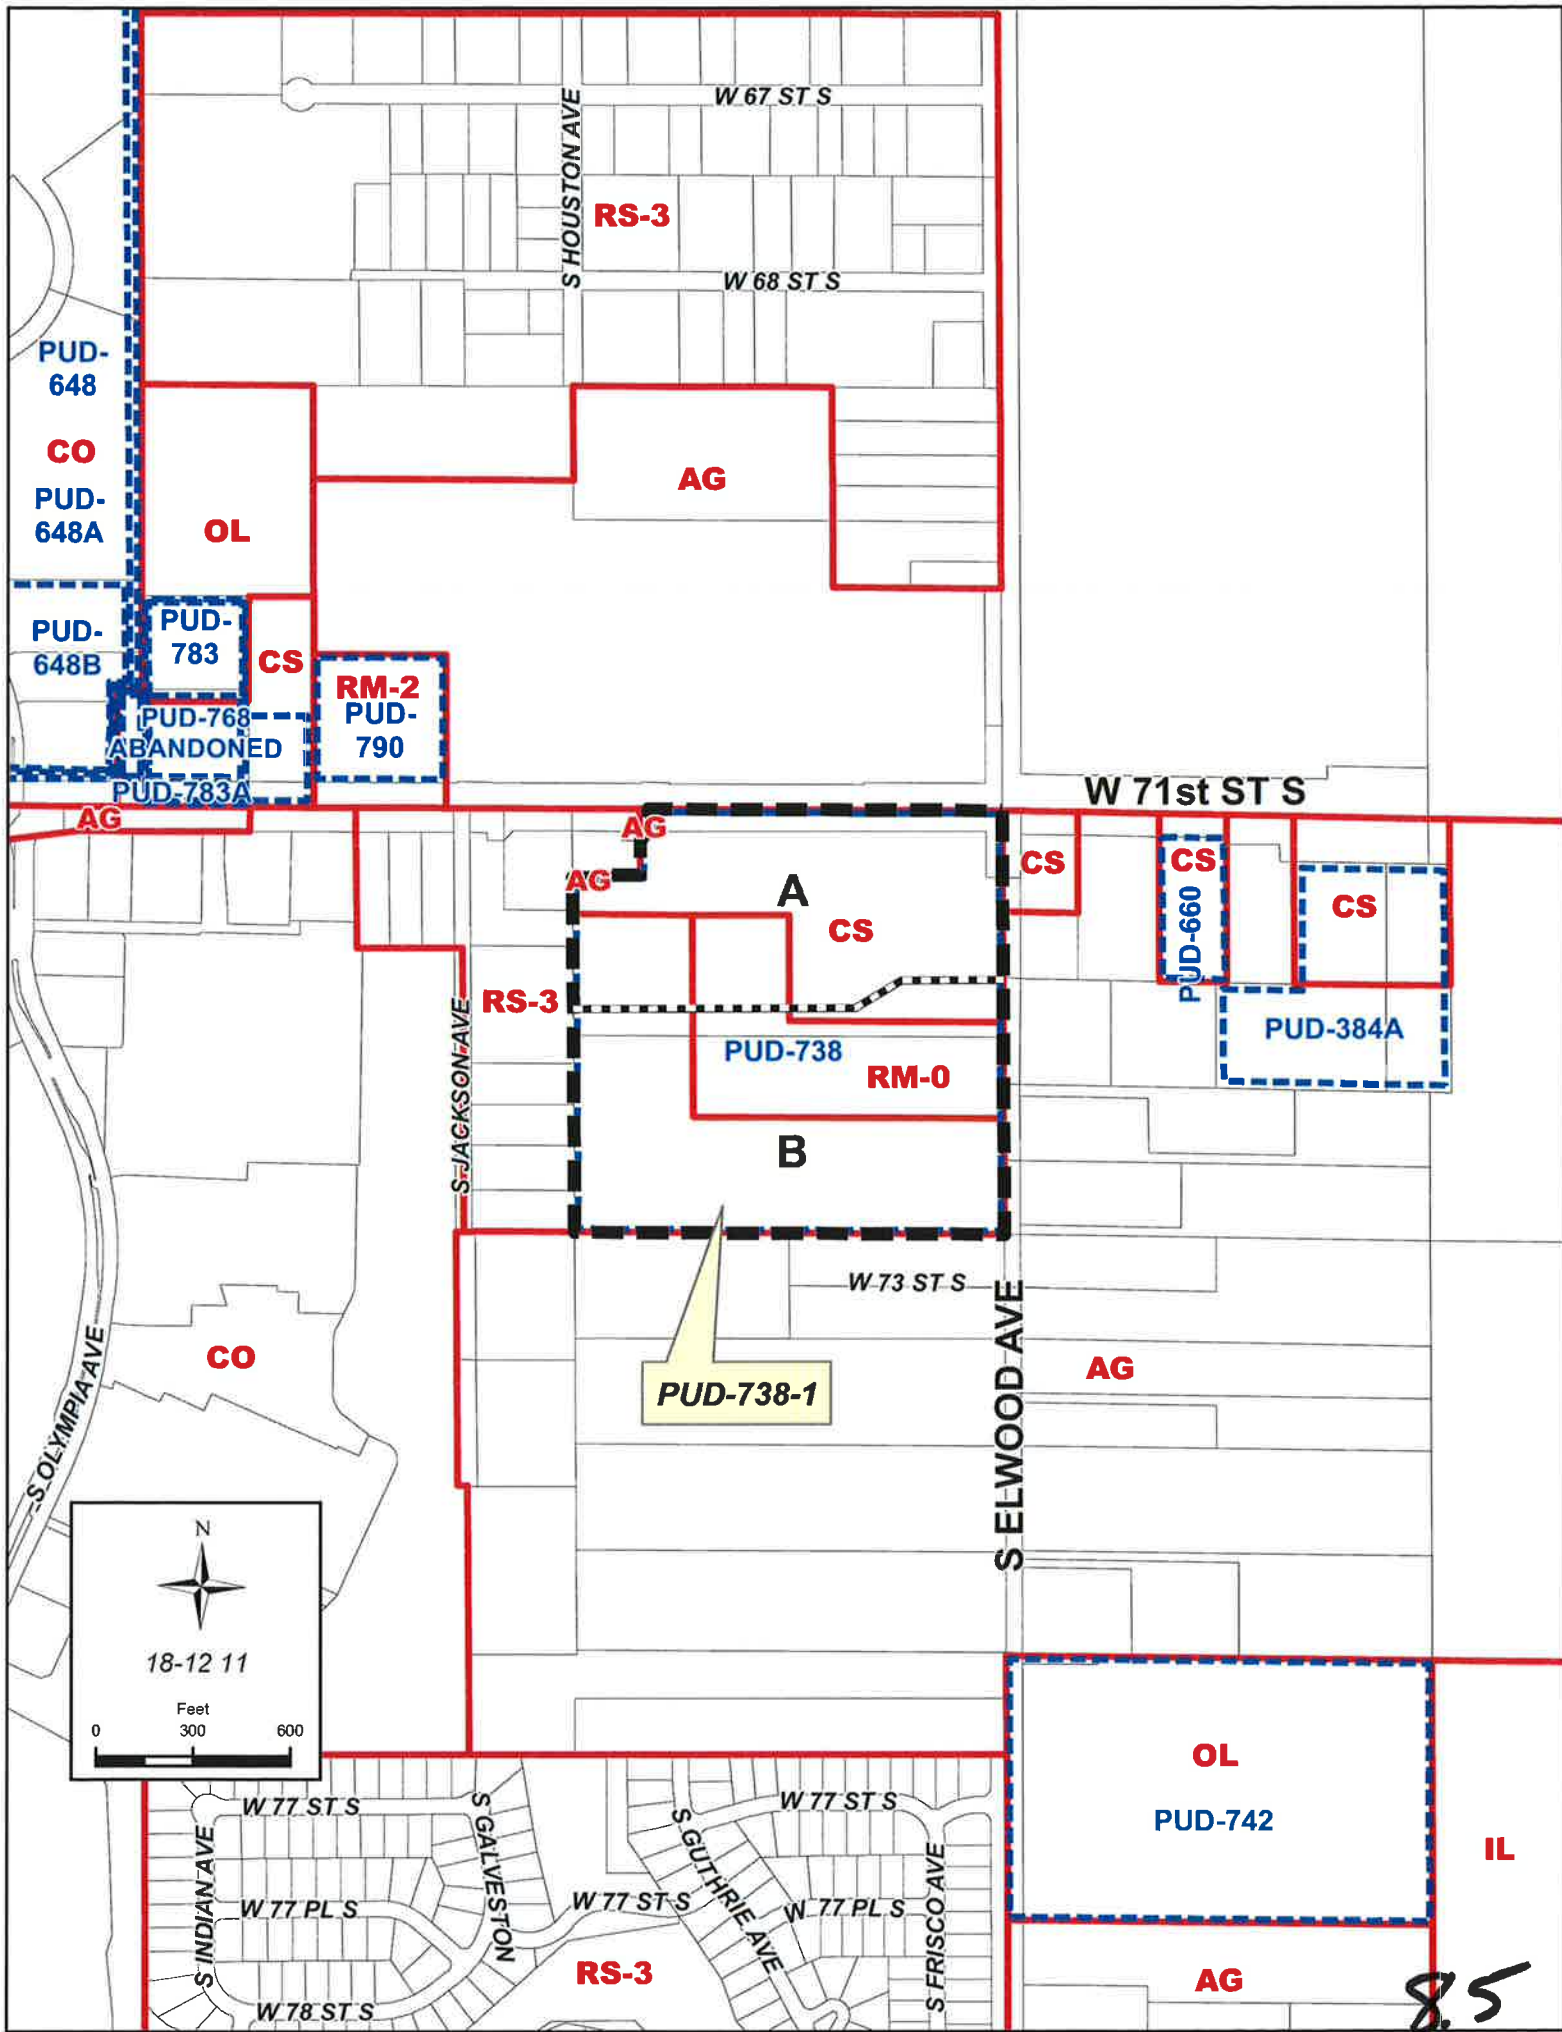 W 67 ST S
S HOUSTON AVE
RS-3
W 68 ST S
PUD-
648
CO
PUD-
648A
OL
AG
PUD-
648B
PUD-
783
CS
RM-2
PUD-
790
PUD-768
ABANDONED
PUD-783A
W 71st ST S
AG
AG
AG
A
CS
CS
CS
PUD-660
CS
RS-3
S JACKSON AVE
PUD-738
RM-0
PUD-384A
B
W 73 ST S
S ELWOOD AVE
CO
AG
PUD-738-1
S OLYMPIA AVE
N
18-12 11
Feet
0 300 600
OL
PUD-742
IL
W 77 ST S
S GALVESTON
S GUTHRIE AVE
W 77 ST S
S INDIAN AVE
W 77 PL S
W 77 ST S
W 77 PL S
S FRISCO AVE
RS-3
W 78 ST S
AG
8.5